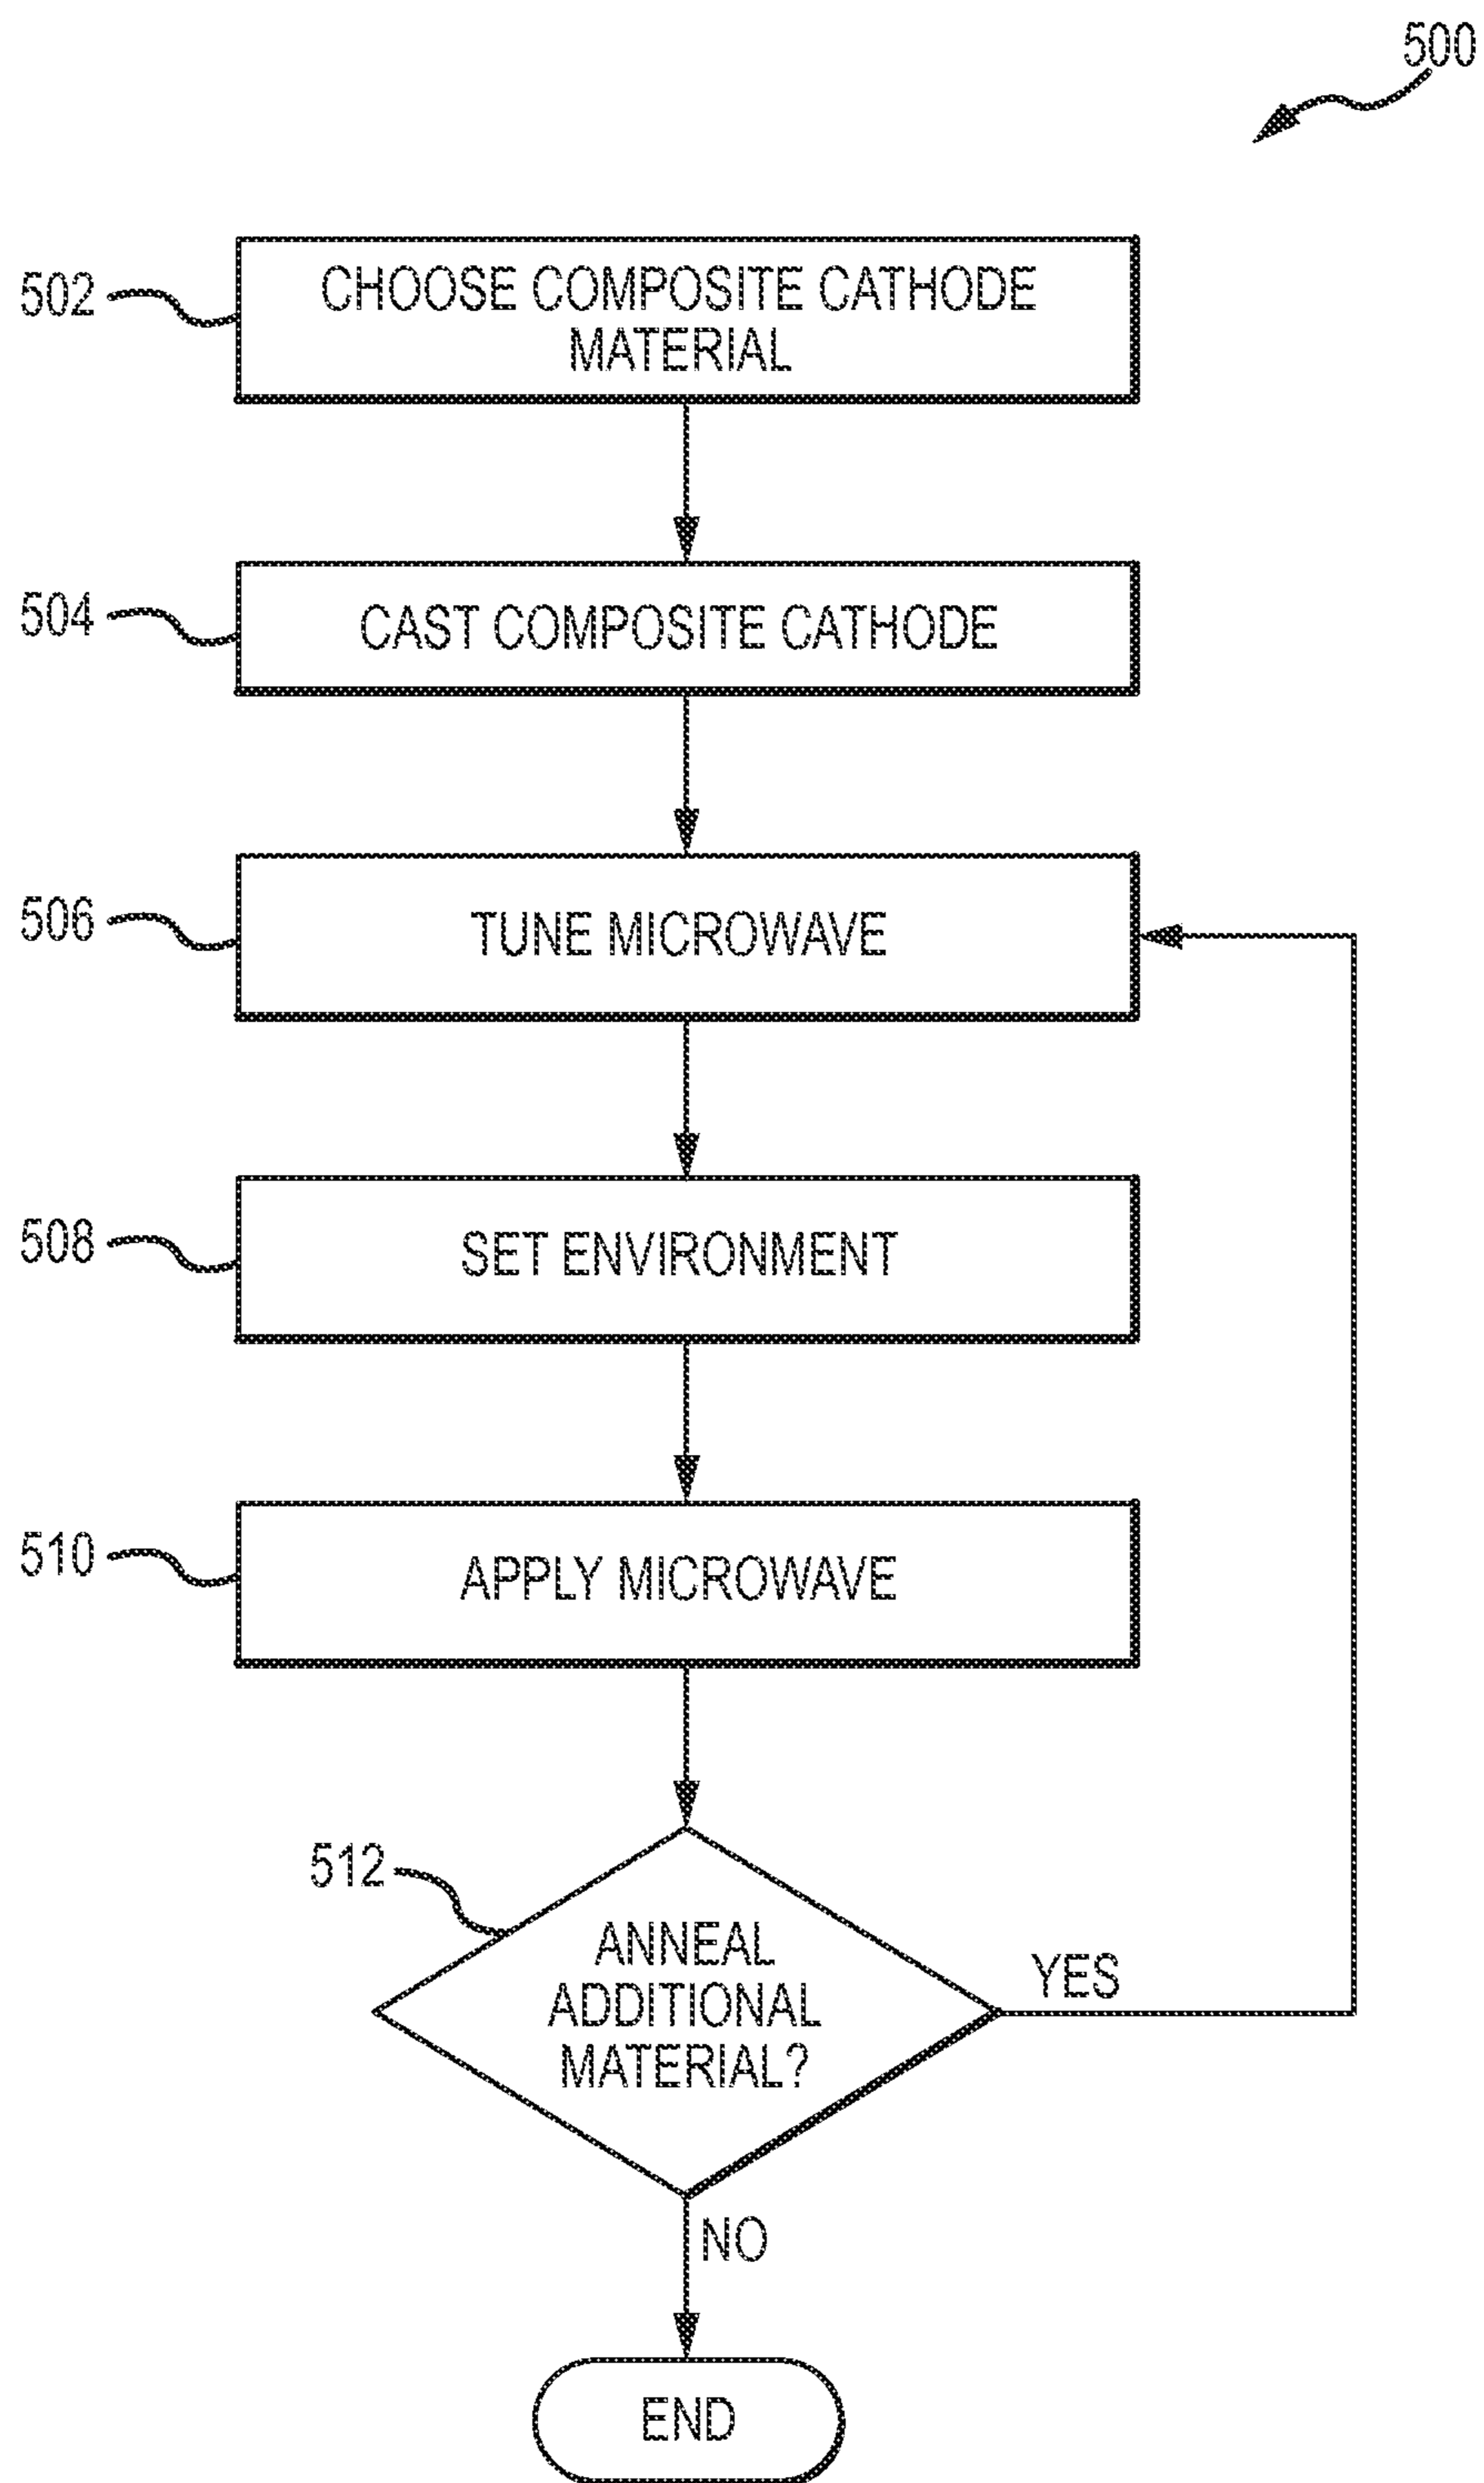 500
502
CHOOSE COMPOSITE CATHODE
MATERIAL
504
CAST COMPOSITE CATHODE
506
TUNE MICROWAVE
508
SET ENVIRONMENT
510
APPLY MICROWAVE
512
ANNEAL
ADDITIONAL
MATERIAL?
YES
NO
END